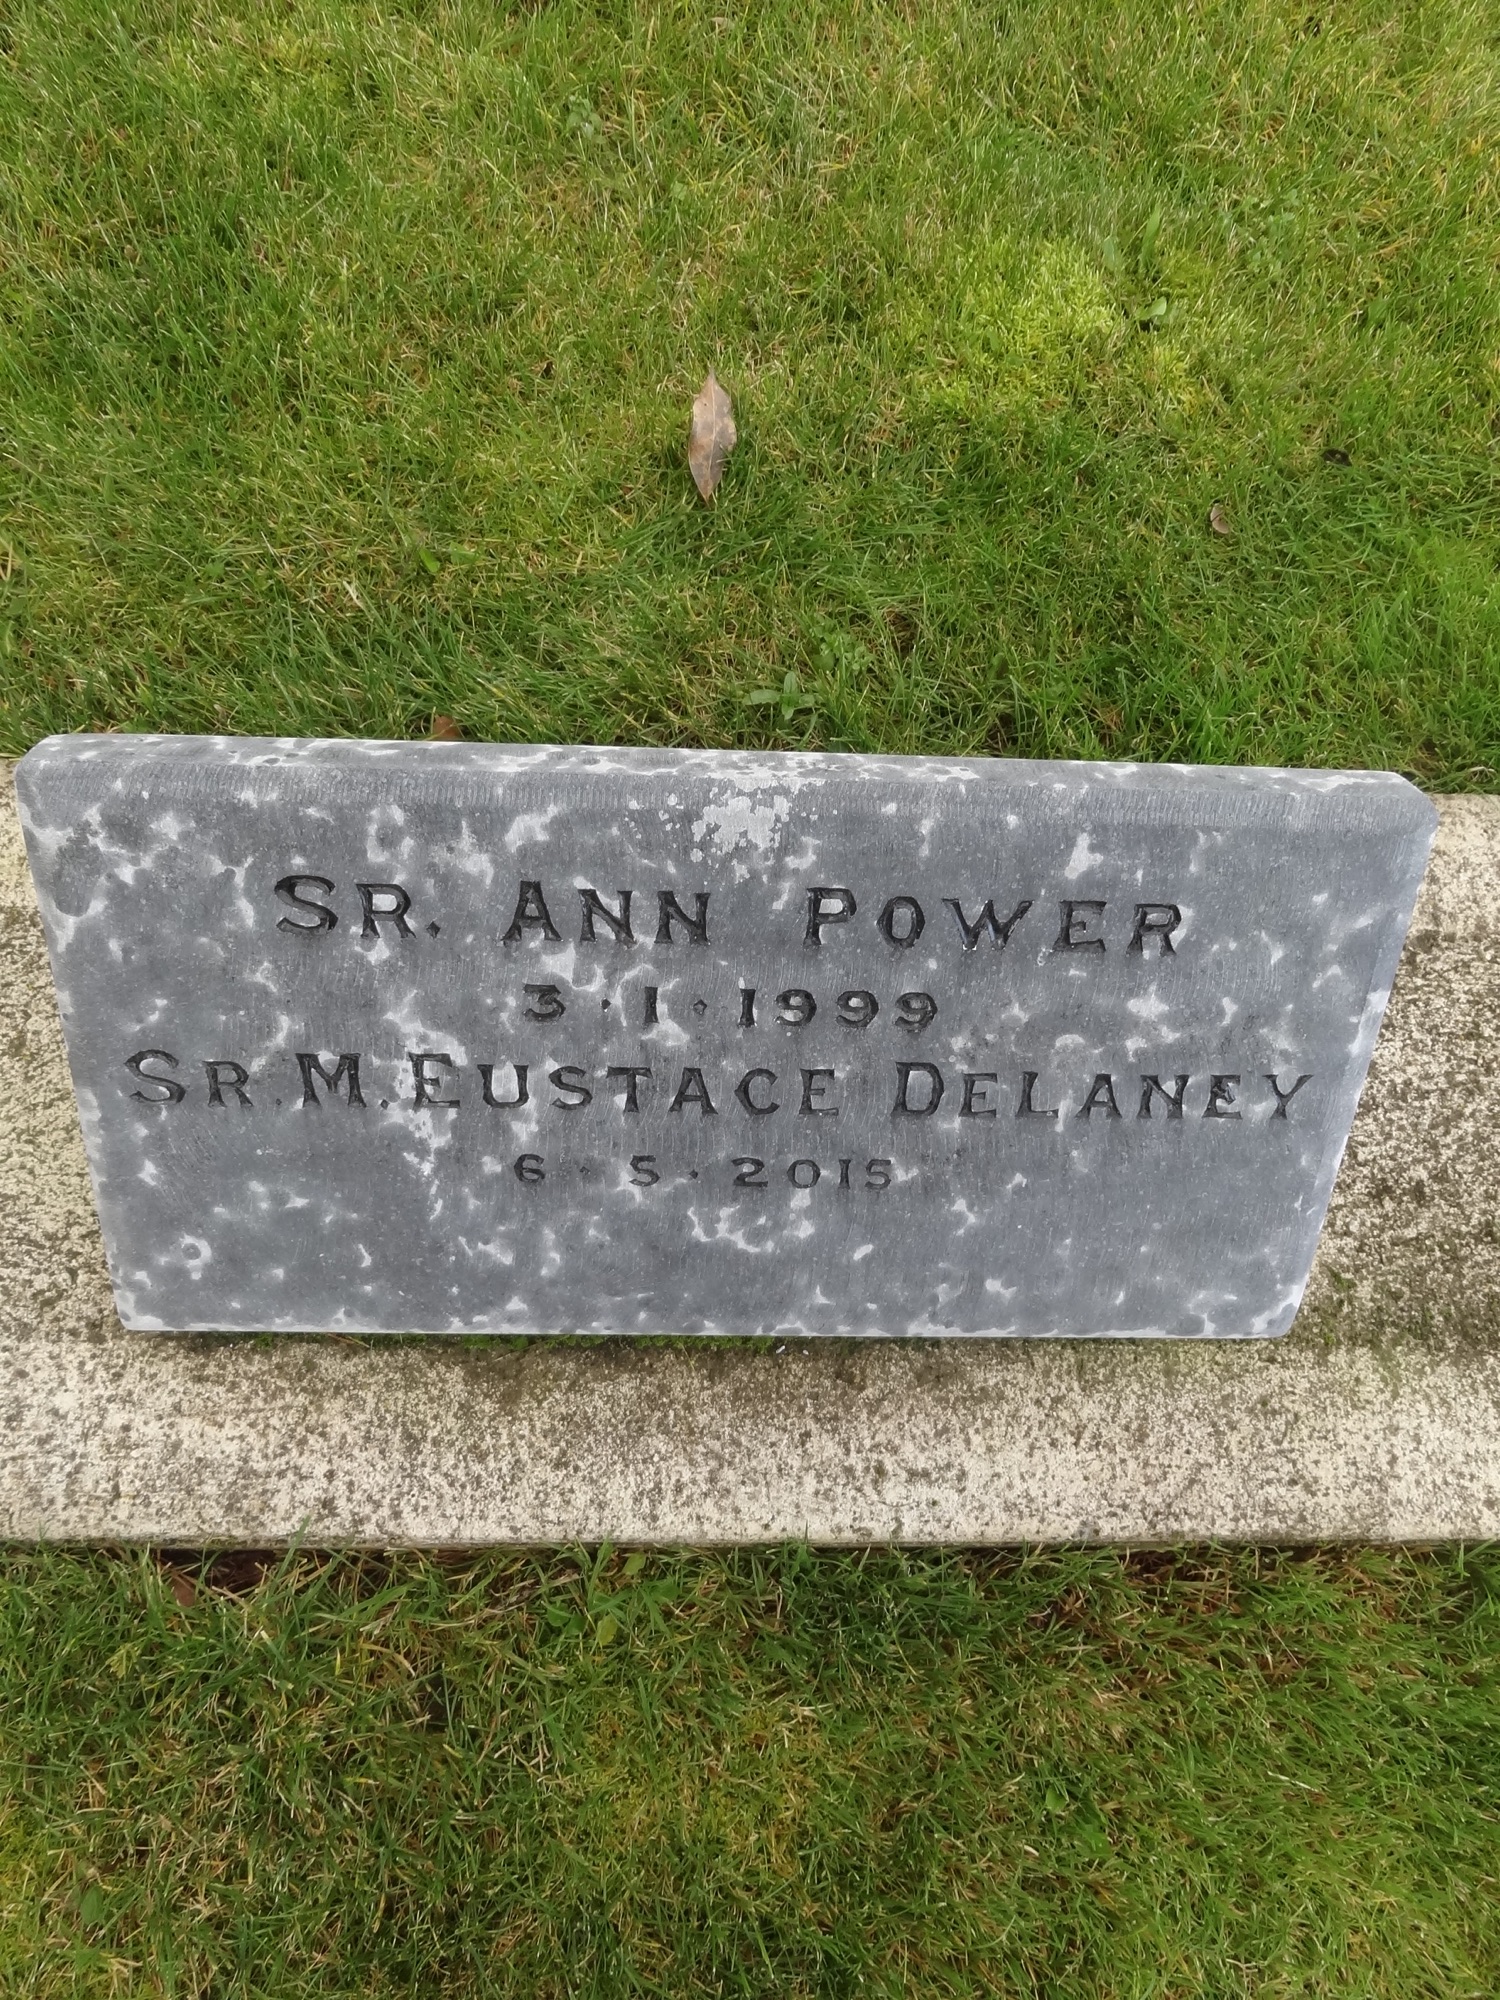 Sr. Ann Power
3·1·1999
Sr. M. Eustace Delaney
6·5·2015